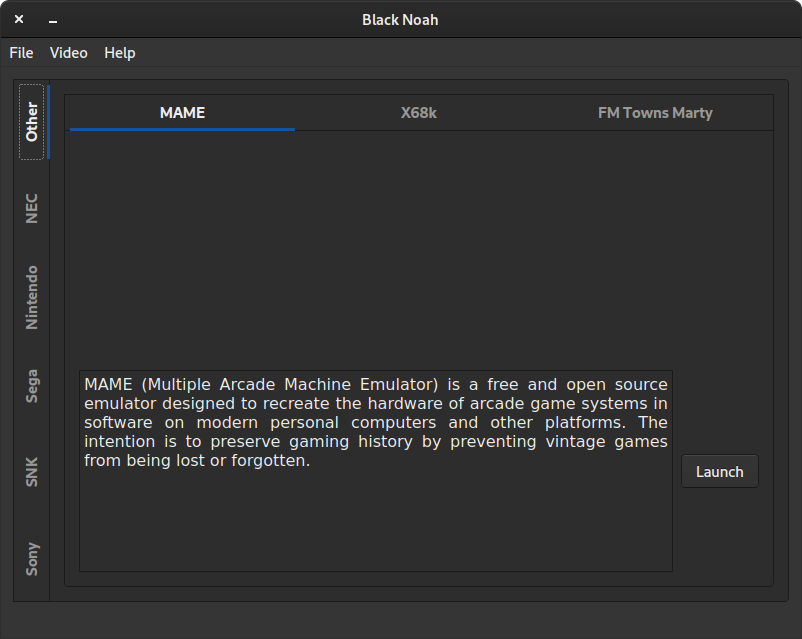 Black Noah
File Video Help
Other
NEC
Nintendo
Sega
SNK
Sony
MAME X68k FM Towns Marty
MAME (Multiple Arcade Machine Emulator) is a free and open source
emulator designed to recreate the hardware of arcade game systems in
software on modern personal computers and other platforms. The
intention is to preserve gaming history by preventing vintage games
from being lost or forgotten.
Launch